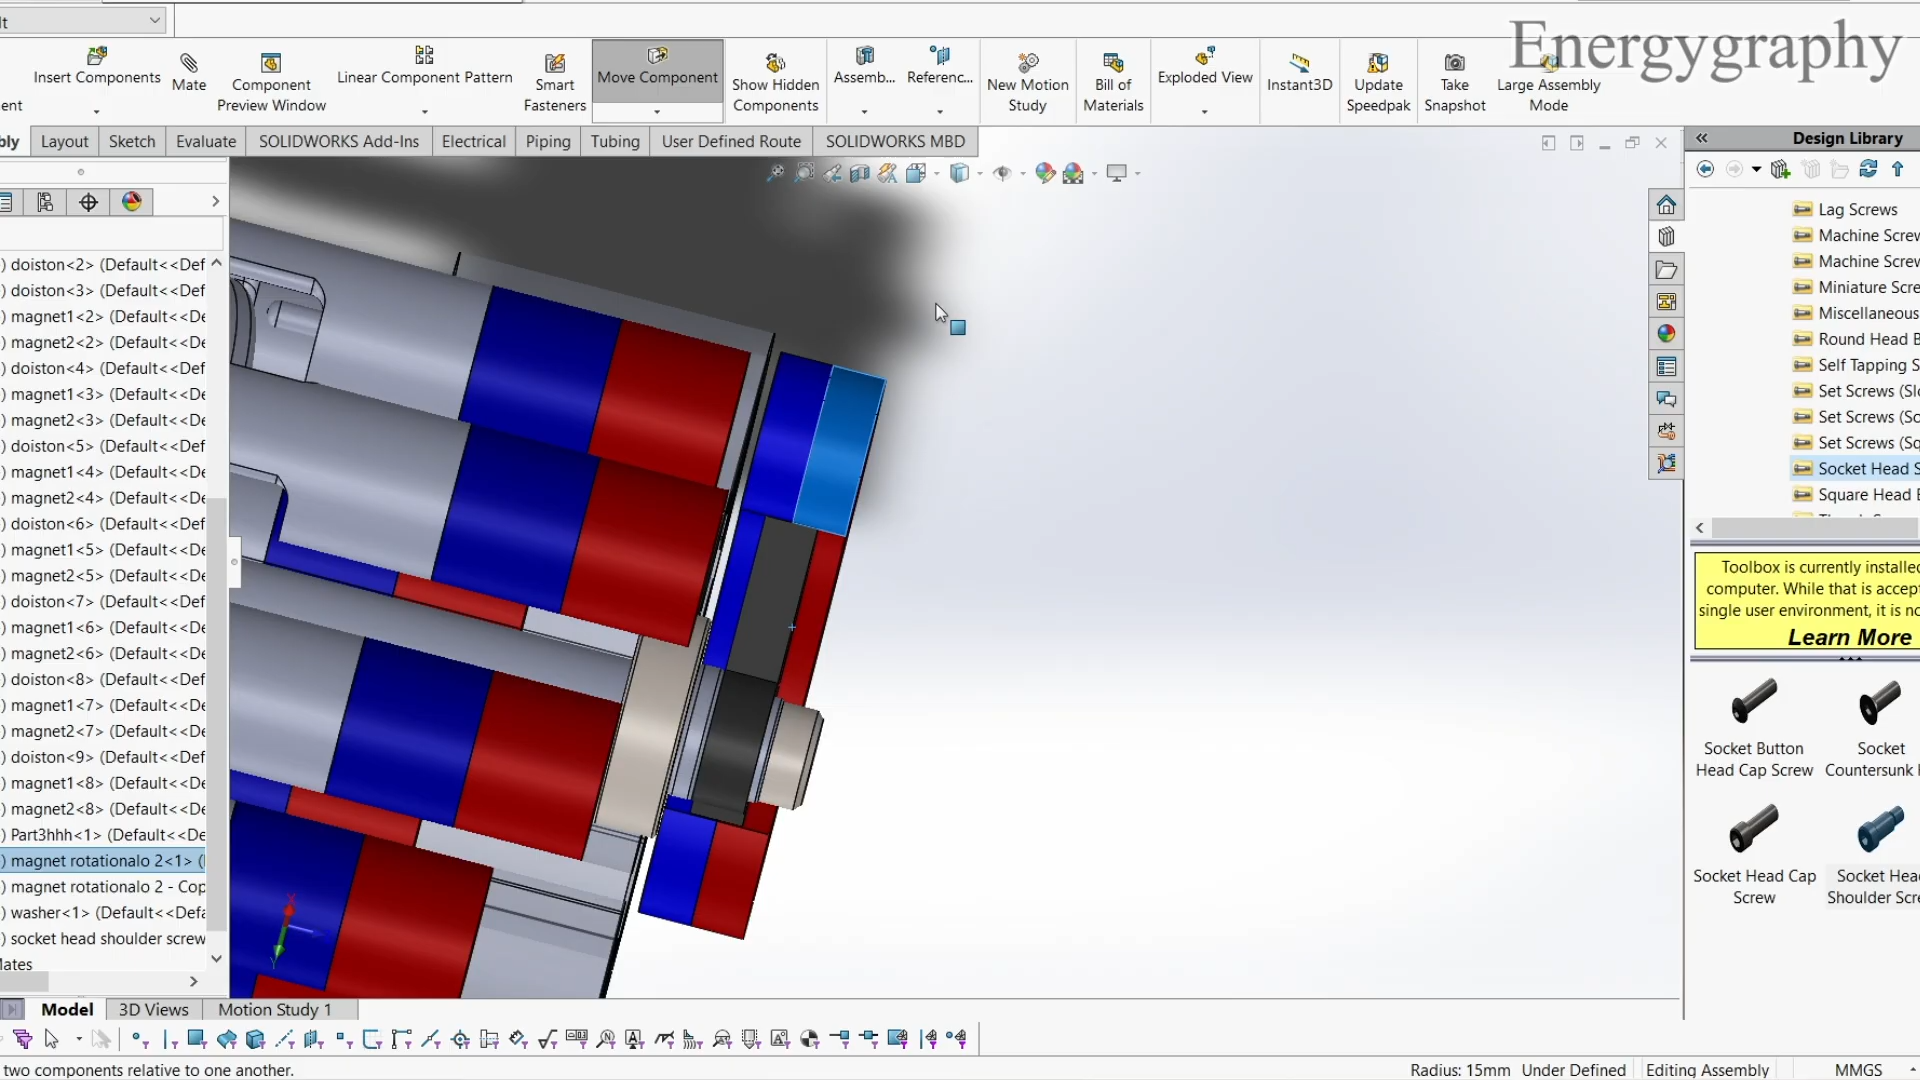 lt
Energygraphy
Insert Components
Mate
Component
Preview Window
Linear Component Pattern
Smart
Fasteners
Move Component
Show Hidden
Components
Assemb...
Referenc...
New Motion
Study
Bill of
Materials
Exploded View
Instant3D
Update
Speedpak
Take
Snapshot
Large Assembly
Mode
ent
bly
Layout
Sketch
Evaluate
SOLIDWORKS Add-Ins
Electrical
Piping
Tubing
User Defined Route
SOLIDWORKS MBD
) doiston<2> (Default<<Def
) doiston<3> (Default<<Def
) magnet1<2> (Default<<De
) magnet2<2> (Default<<De
) doiston<4> (Default<<Def
) magnet1<3> (Default<<De
) magnet2<3> (Default<<De
) doiston<5> (Default<<Def
) magnet1<4> (Default<<De
) magnet2<4> (Default<<De
) doiston<6> (Default<<Def
) magnet1<5> (Default<<De
) magnet2<5> (Default<<De
) doiston<7> (Default<<Def
) magnet1<6> (Default<<De
) magnet2<6> (Default<<De
) doiston<8> (Default<<Def
) magnet1<7> (Default<<De
) magnet2<7> (Default<<De
) doiston<9> (Default<<Def
) magnet1<8> (Default<<De
) magnet2<8> (Default<<De
) Part3hhh<1> (Default<<De
) magnet rotationalo 2<1> (
) magnet rotationalo 2 - Cop
) washer<1> (Default<<Defa
) socket head shoulder screw
Mates
Design Library
Lag Screws
Machine Screw
Machine Screw
Miniature Scre
Miscellaneous
Round Head B
Self Tapping S
Set Screws (Slo
Set Screws (So
Set Screws (Sq
Socket Head S
Square Head B
Toolbox is currently installed
computer. While that is accept
single user environment, it is no
Learn More
Socket Button
Head Cap Screw
Socket
Countersunk H
Socket Head Cap
Screw
Socket Head
Shoulder Scre
Model
3D Views
Motion Study 1
two components relative to one another.
Radius: 15mm
Under Defined
Editing Assembly
MMGS